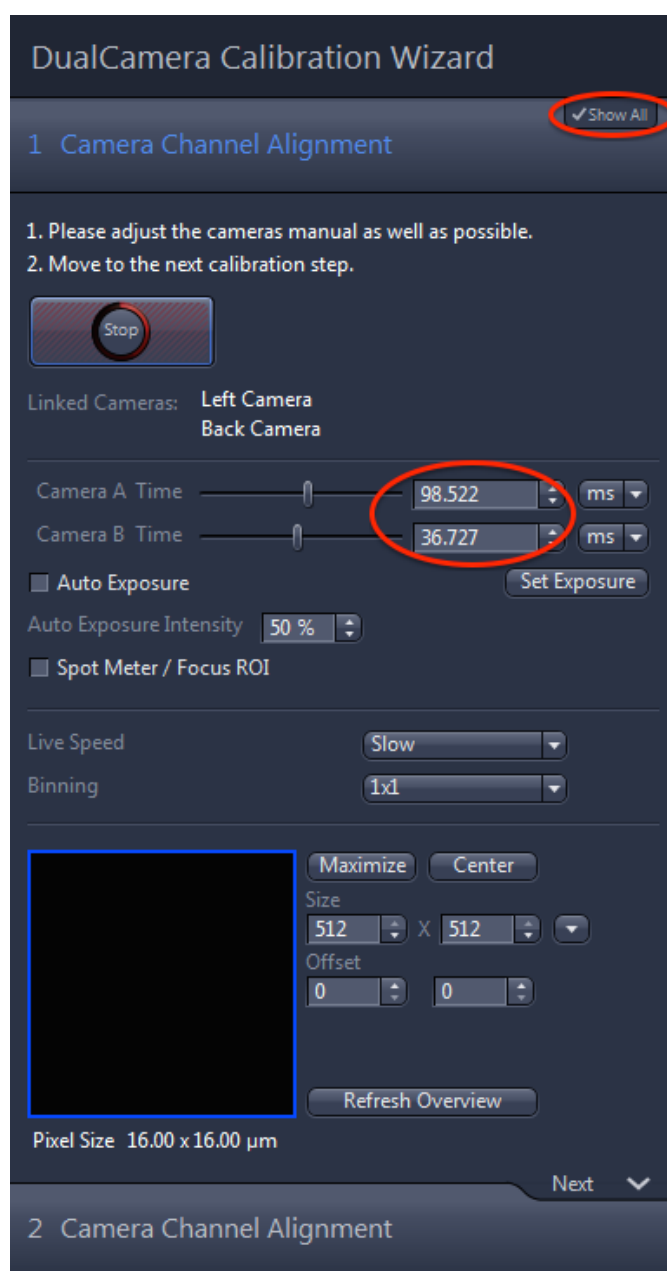 DualCamera Calibration Wizard
✓Show All
1 Camera Channel Alignment
1. Please adjust the cameras manual as well as possible.
2. Move to the next calibration step.
Stop
Linked Cameras: Left Camera
Back Camera
Camera A Time 98.522 ms
Camera B Time 36.727 ms
Auto Exposure Set Exposure
Auto Exposure Intensity 50 %
Spot Meter / Focus ROI
Live Speed Slow
Binning 1x1
Maximize Center
Size
512 X 512
Offset
0 0
Refresh Overview
Pixel Size 16.00 x 16.00 µm
Next
2 Camera Channel Alignment